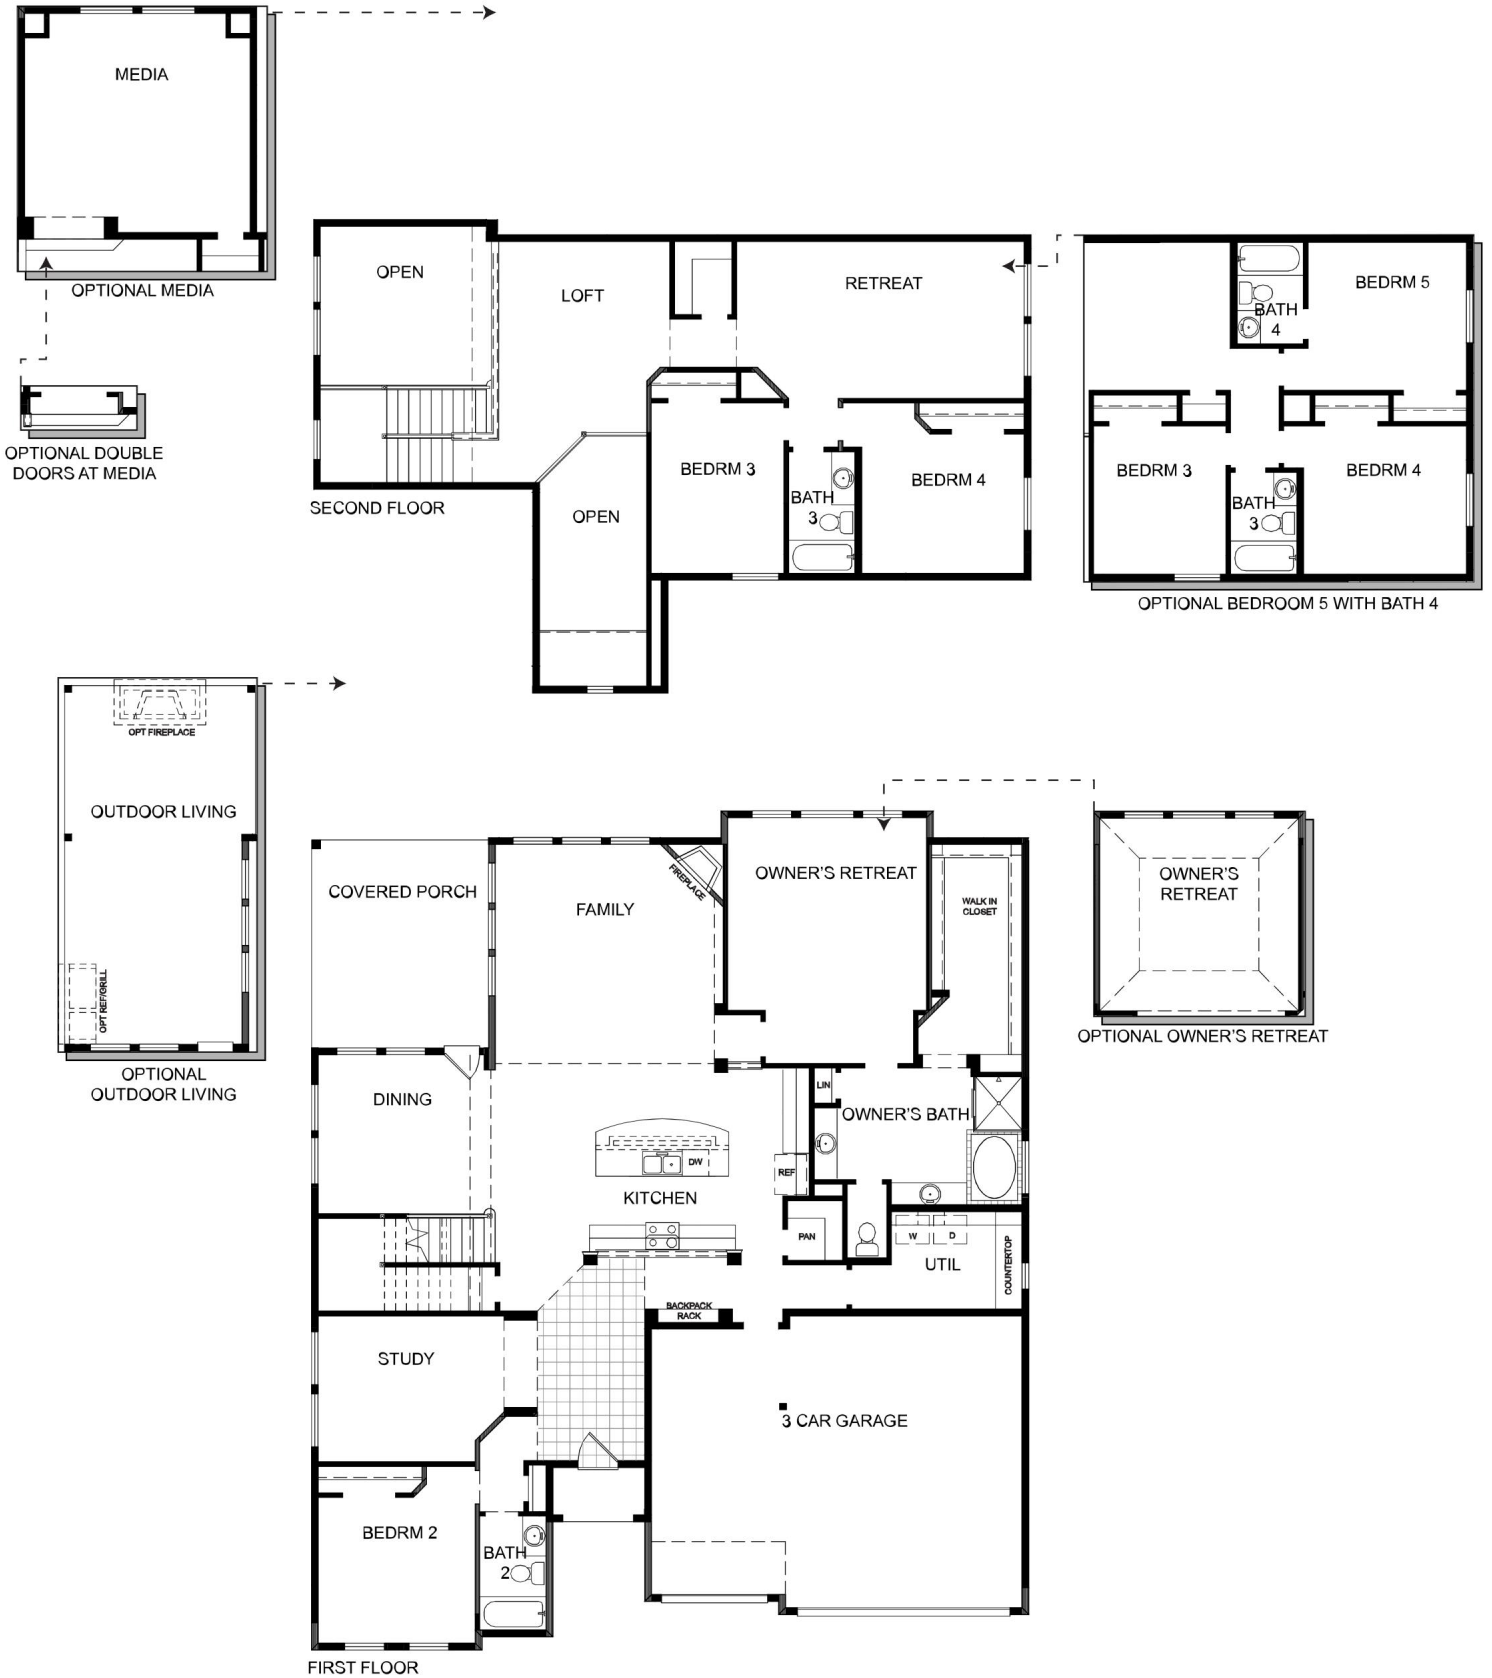 MEDIA
OPTIONAL MEDIA
OPTIONAL DOUBLE
DOORS AT MEDIA
OPEN
LOFT
RETREAT
BEDRM 3
BATH
3
BEDRM 4
OPEN
SECOND FLOOR
BATH
4
BEDRM 5
BEDRM 3
BATH
3
BEDRM 4
OPTIONAL BEDROOM 5 WITH BATH 4
OPT FIREPLACE
OUTDOOR LIVING
OPT REF/GRILL
OPTIONAL
OUTDOOR LIVING
COVERED PORCH
FAMILY
FIREPLACE
OWNER'S RETREAT
WALK IN
CLOSET
OWNER'S
RETREAT
OPTIONAL OWNER'S RETREAT
DINING
LIN
OWNER'S BATH
DW
REF
KITCHEN
PAN
W
D
UTIL
COUNTERTOP
BACKPACK
RACK
STUDY
3 CAR GARAGE
BEDRM 2
BATH
2
FIRST FLOOR